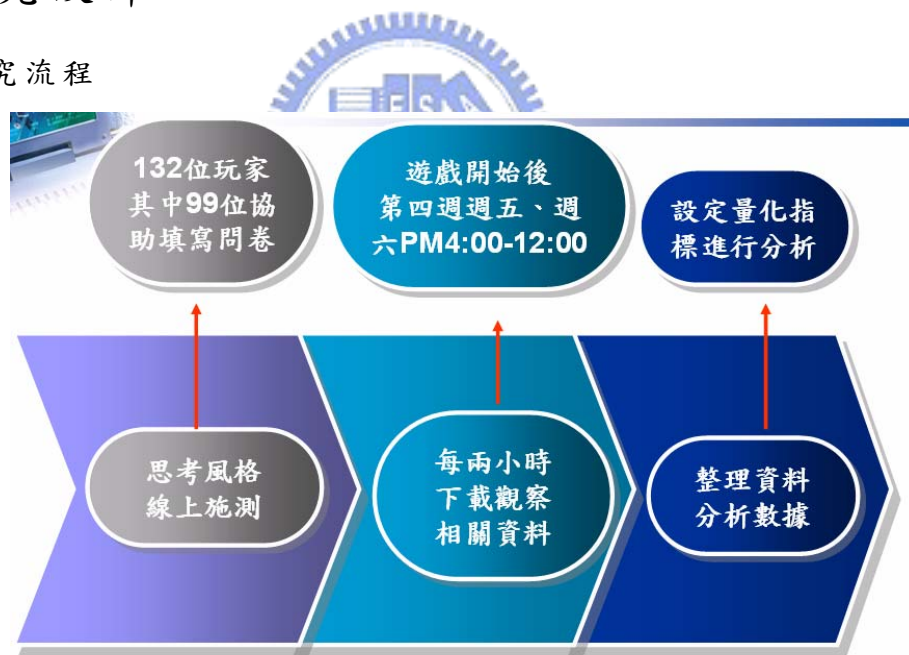 究流程
132位玩家
其中99位協
助填寫問卷
遊戲開始後
第四週週五、週
六PM4:00-12:00
設定量化指
標進行分析
思考風格
線上施測
每兩小時
下載觀察
相關資料
整理資料
分析數據